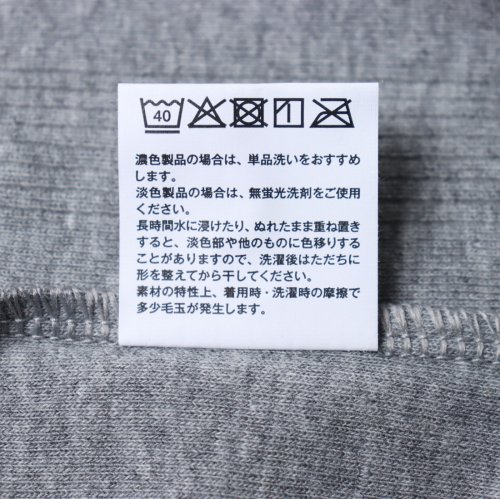 40
濃色製品の場合は、単品洗いをおすすめ
します。
淡色製品の場合は、無蛍光洗剤をご使用
ください。
長時間水に浸けたり、ぬれたまま重ね置き
すると、淡色部や他のものに色移りする
ことがありますので、洗濯後はただちに
形を整えてから干してください。
素材の特性上、着用時・洗濯時の摩擦で
多少毛玉が発生します。